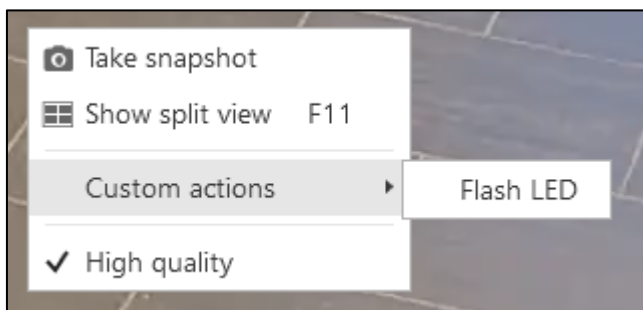 Take snapshot
Show split view F11
Custom actions
Flash LED
High quality